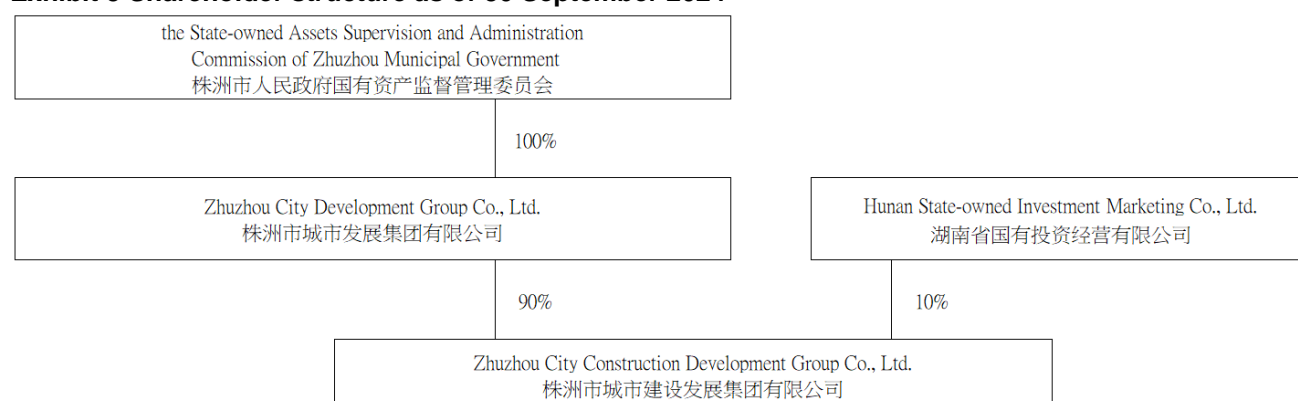 the State-owned Assets Supervision and Administration
Commission of Zhuzhou Municipal Government
株洲市人民政府国有资产监督管理委员会
100%
Zhuzhou City Development Group Co., Ltd.
株洲市城市发展集团有限公司
Hunan State-owned Investment Marketing Co., Ltd.
湖南省国有投资经营有限公司
90%
10%
Zhuzhou City Construction Development Group Co., Ltd.
株洲市城市建设发展集团有限公司